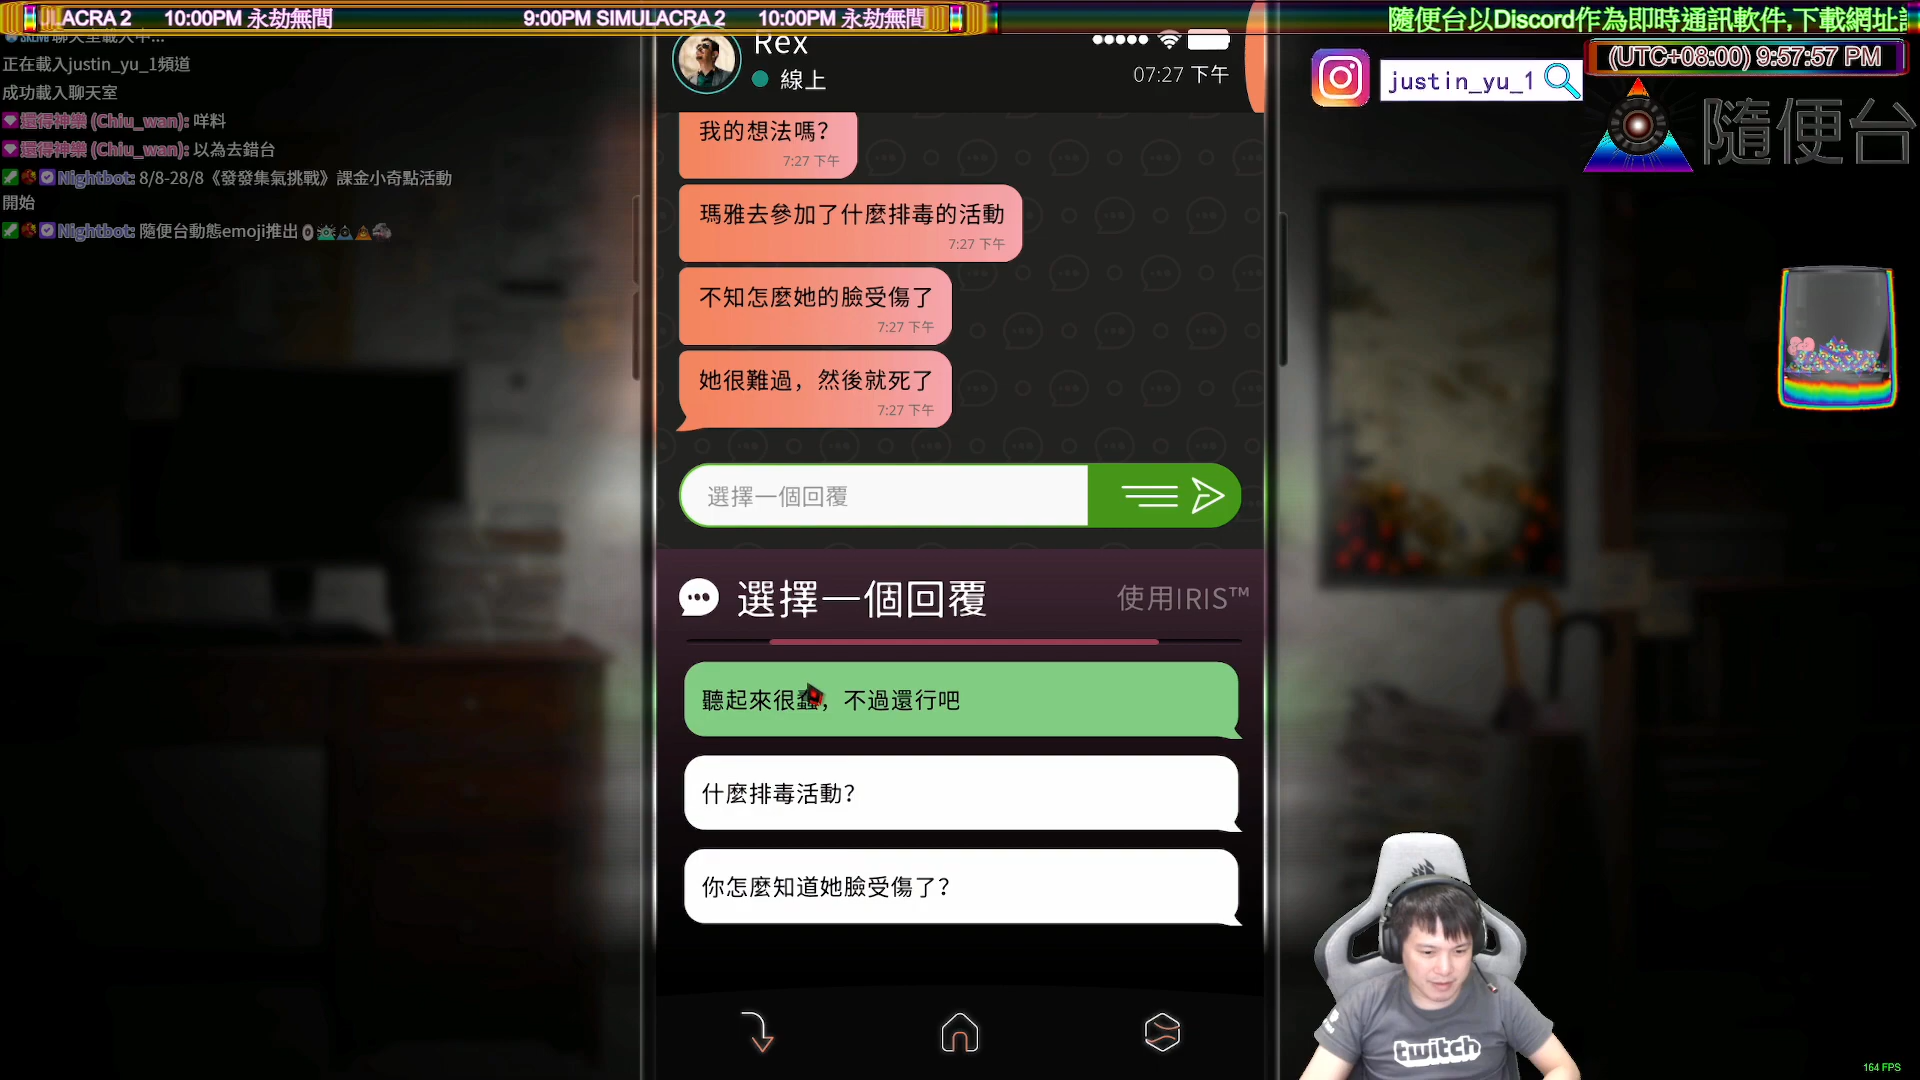 ULACRA 2 10:00PM 永劫無間 9:00PM SIMULACRA 2 10:00PM 永劫無間
隨便台以Discord作為即時通訊軟件,下載網址
正在載入justin_yu_1頻道
成功載入聊天室
還得神樂 (Chiu_wan): 咩料
還得神樂 (Chiu_wan): 以為去錯台
Nightbot: 8/8-28/8《發發集氣挑戰》課金小奇點活動
開始
Nightbot: 隨便台動態emoji推出
Rex
線上
07:27 下午
我的想法嗎?
7:27 下午
瑪雅去參加了什麼排毒的活動
7:27 下午
不知怎麼她的臉受傷了
7:27 下午
她很難過，然後就死了
7:27 下午
選擇一個回覆
選擇一個回覆
使用IRIS™
聽起來很蠢，不過還行吧
什麼排毒活動?
你怎麼知道她臉受傷了?
justin_yu_1
(UTC+08:00) 9:57:57 PM
隨便台
twitch
164 FPS